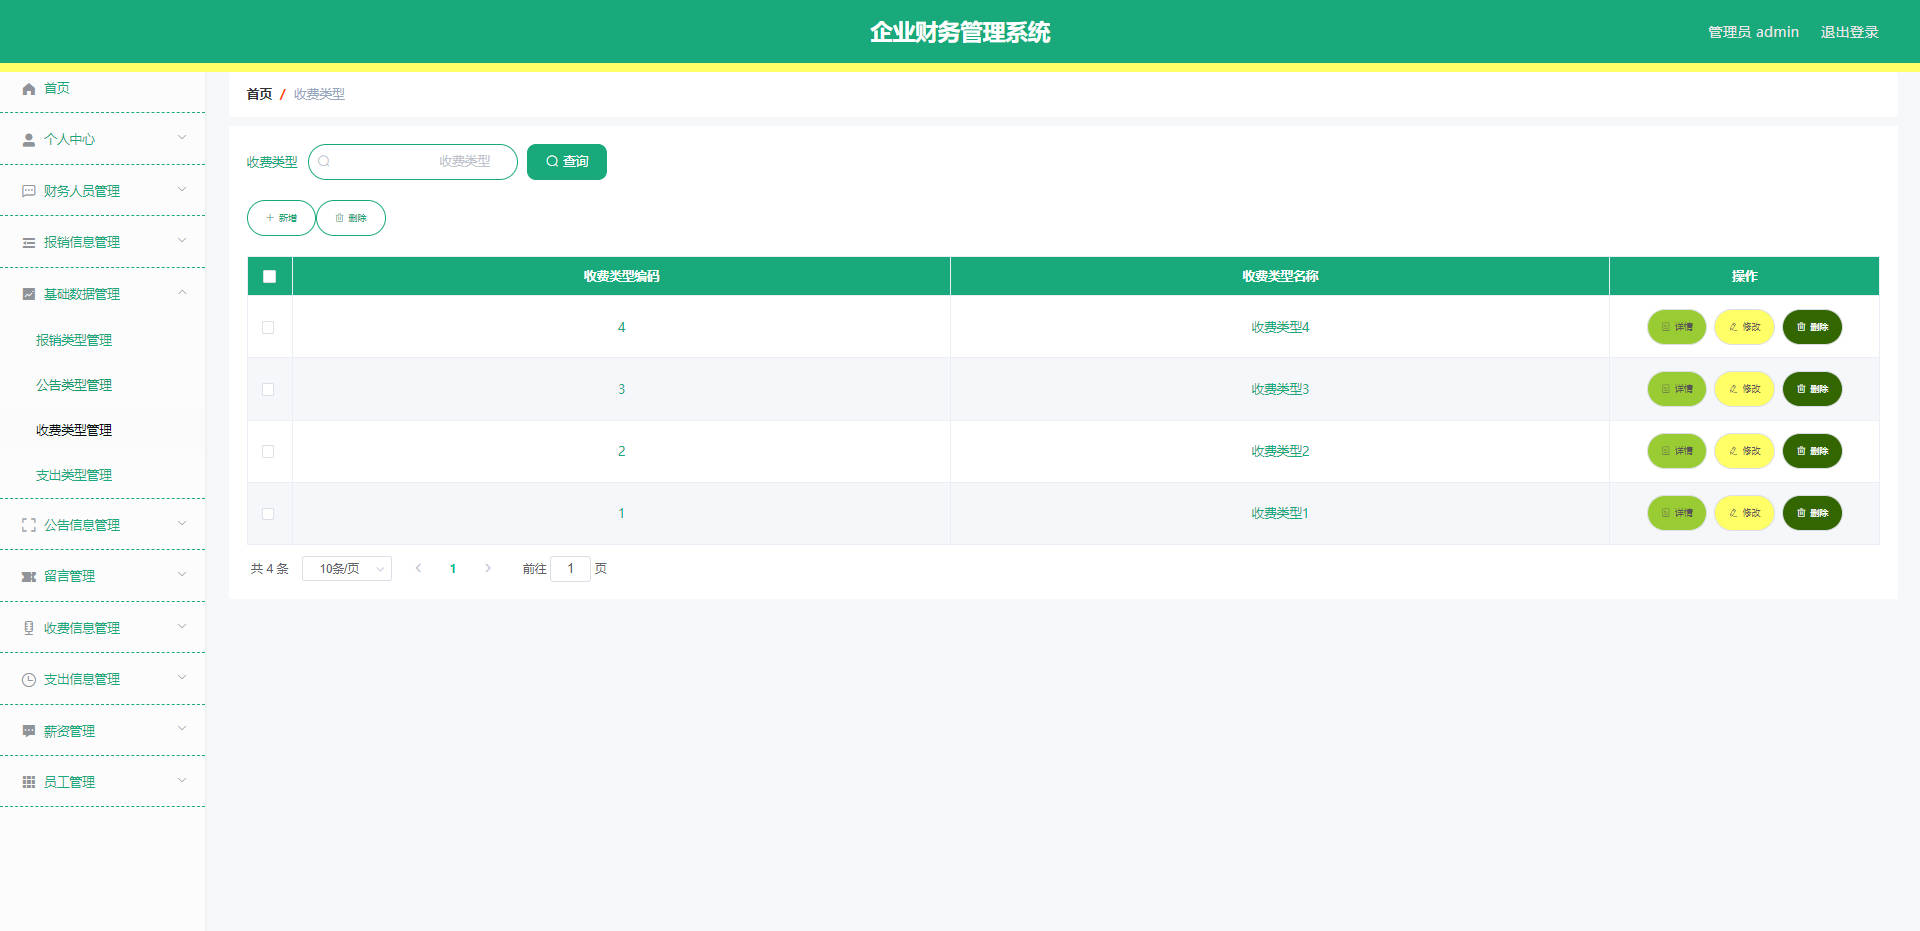 企业财务管理系统
管理员 admin 退出登录
首页
个人中心
财务人员管理
报销信息管理
基础数据管理
报销类型管理
公告类型管理
收费类型管理
支出类型管理
公告信息管理
留言管理
收费信息管理
支出信息管理
薪资管理
员工管理
首页 / 收费类型
收费类型 收费类型 查询
新增 删除
收费类型编码 收费类型名称 操作
4 收费类型4 详情 修改 删除
3 收费类型3 详情 修改 删除
2 收费类型2 详情 修改 删除
1 收费类型1 详情 修改 删除
共 4 条 10条/页 1 前往 1 页